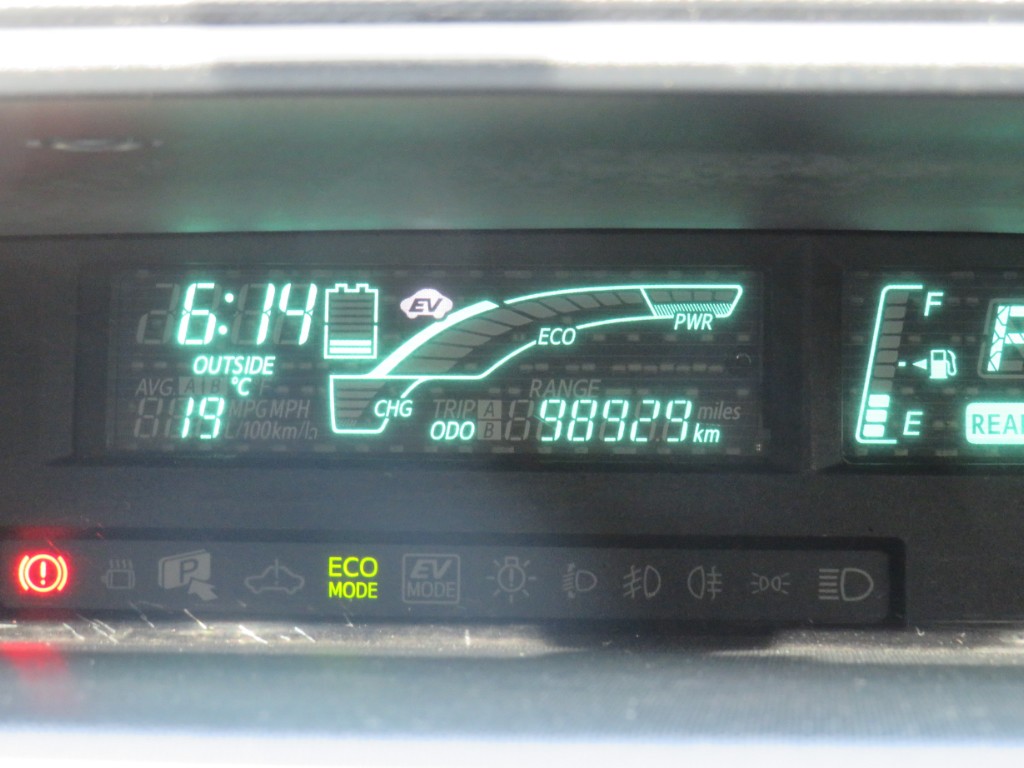 6:14
EV
F
OUTSIDE
ECO
PWR
°C
AVG.
A
B
RANGE
19
MPG MPH
L/100km/h
CHG
TRIP A
miles
ODO B
98929 km
E
REA
P
ECO
MODE
EV
MODE